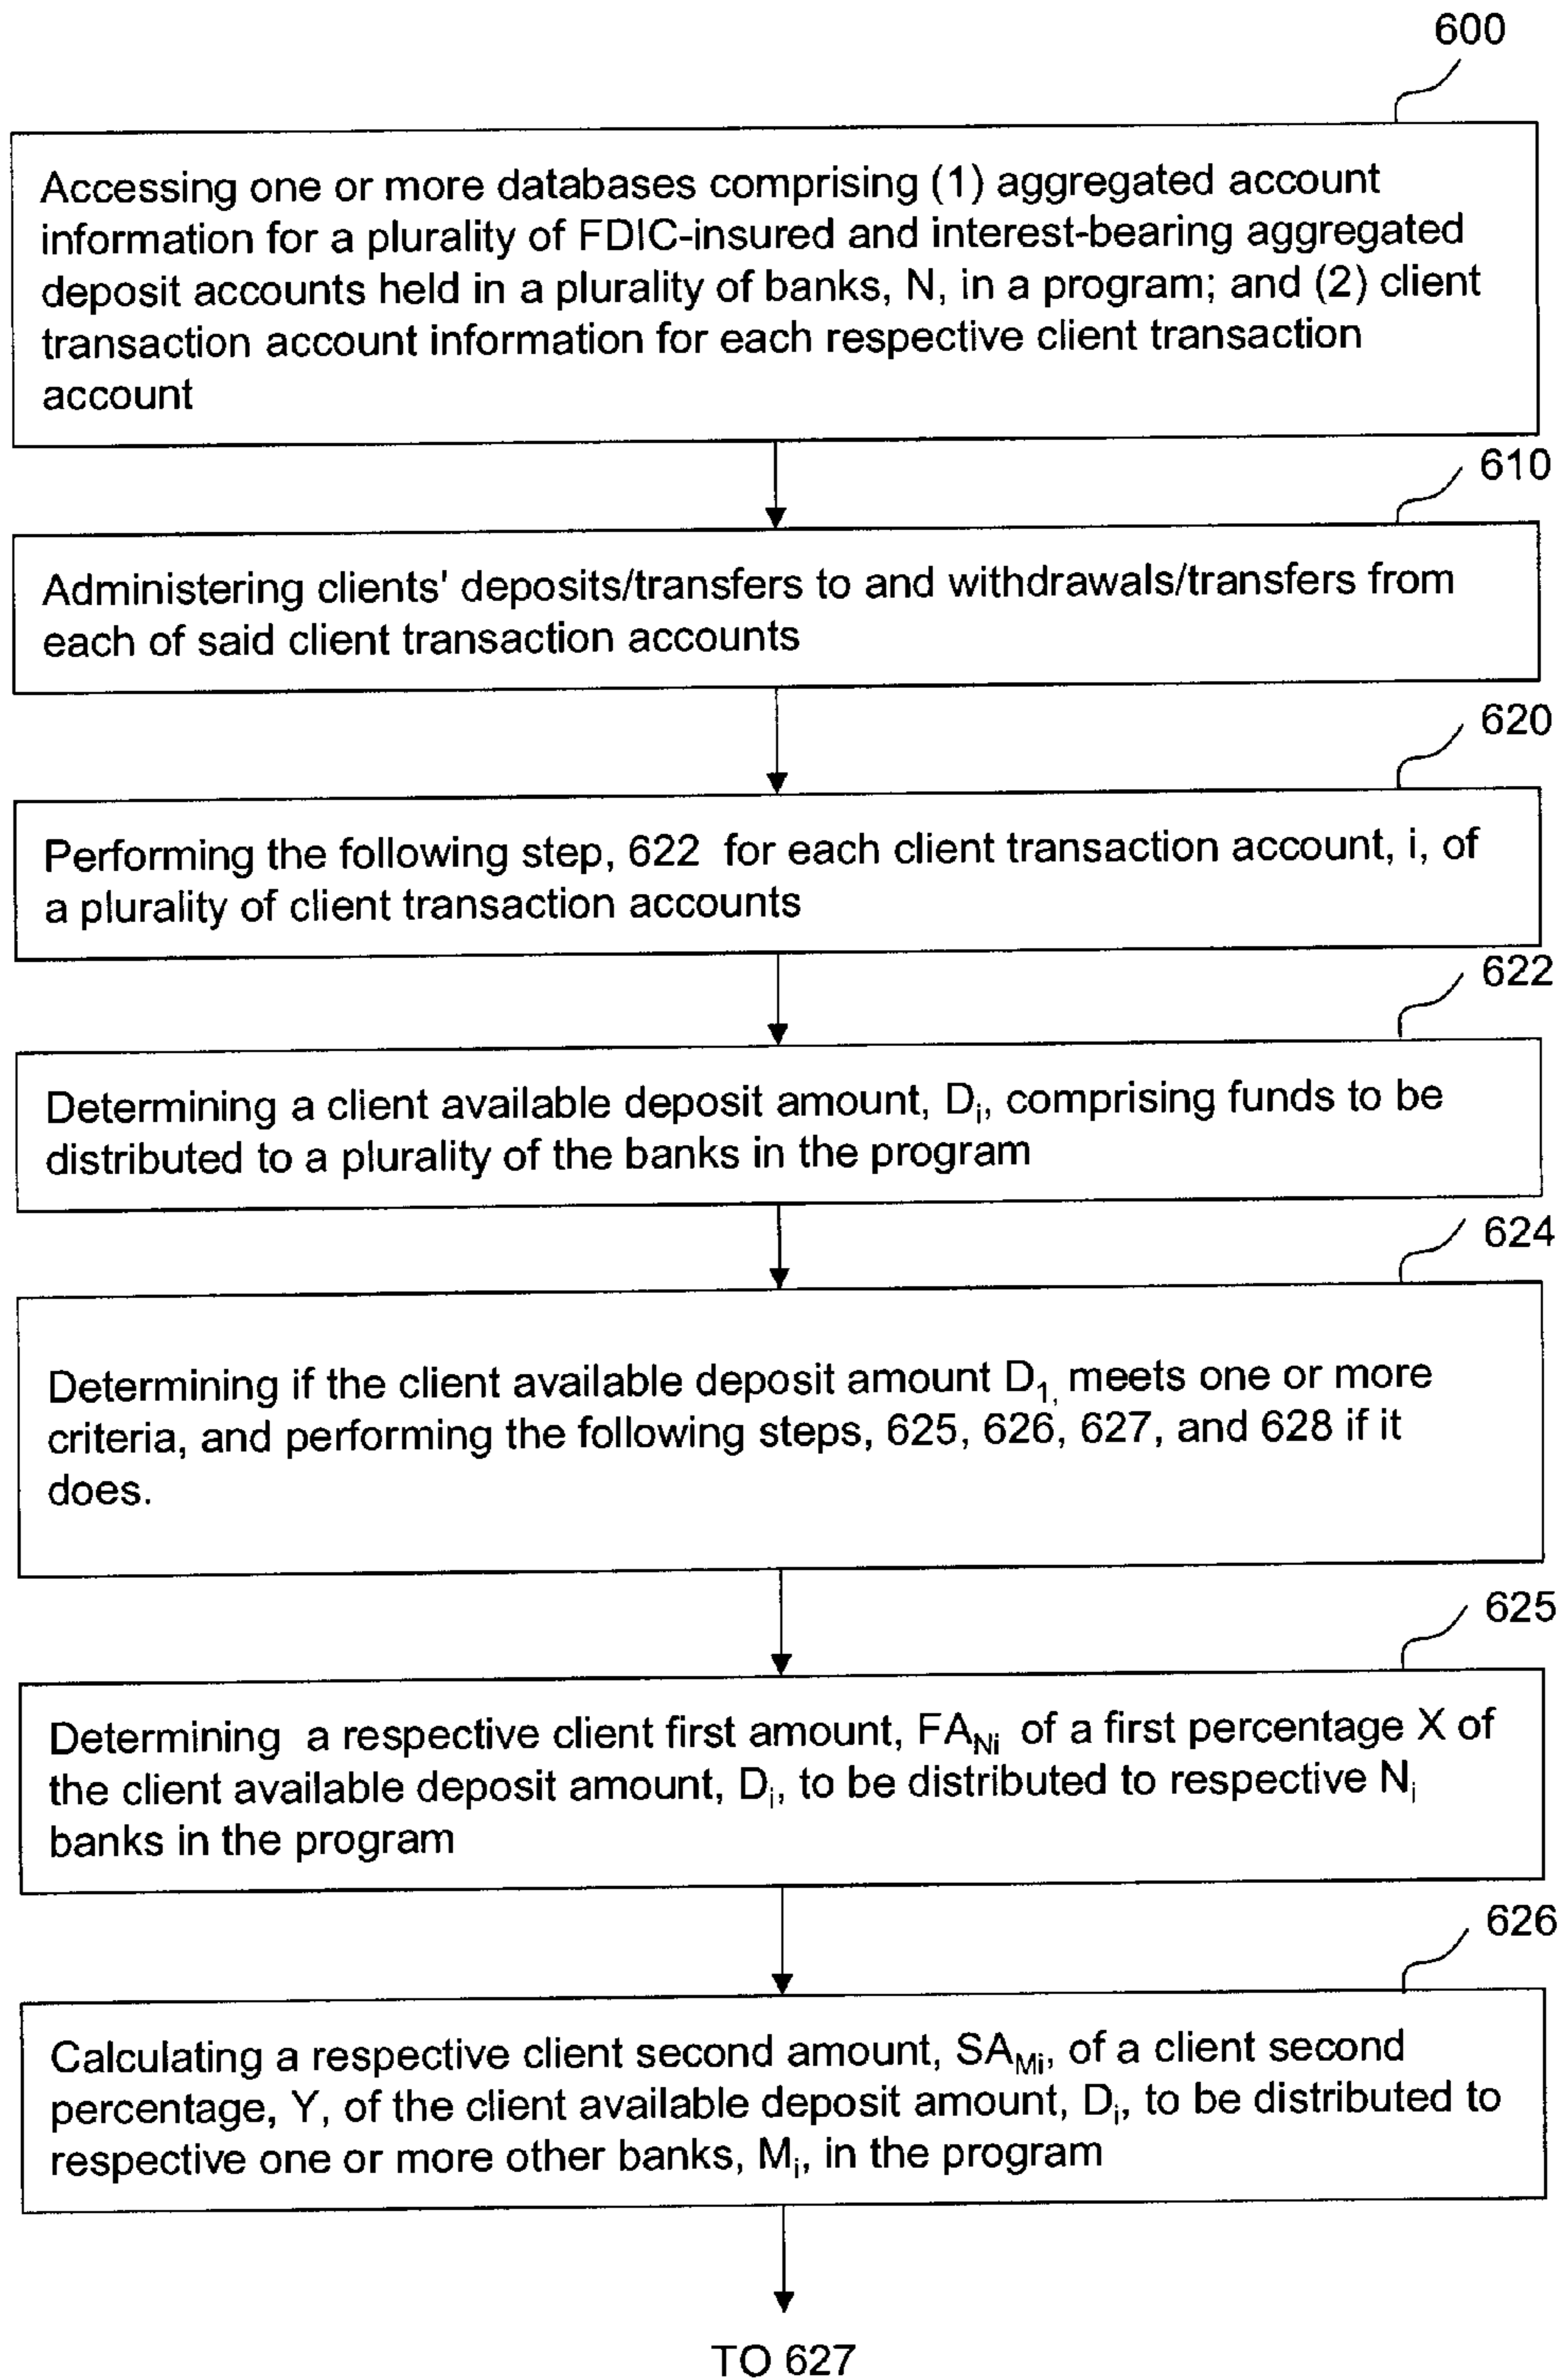 600
Accessing one or more databases comprising (1) aggregated account
information for a plurality of FDIC-insured and interest-bearing aggregated
deposit accounts held in a plurality of banks, N, in a program; and (2) client
transaction account information for each respective client transaction
account
610
Administering clients' deposits/transfers to and withdrawals/transfers from
each of said client transaction accounts
620
Performing the following step, 622 for each client transaction account, i, of
a plurality of client transaction accounts
622
Determining a client available deposit amount, Di, comprising funds to be
distributed to a plurality of the banks in the program
624
Determining if the client available deposit amount D1, meets one or more
criteria, and performing the following steps, 625, 626, 627, and 628 if it
does.
625
Determining a respective client first amount, FANi of a first percentage X of
the client available deposit amount, Di, to be distributed to respective Ni
banks in the program
626
Calculating a respective client second amount, SAMi, of a client second
percentage, Y, of the client available deposit amount, Di, to be distributed to
respective one or more other banks, Mi, in the program
TO 627